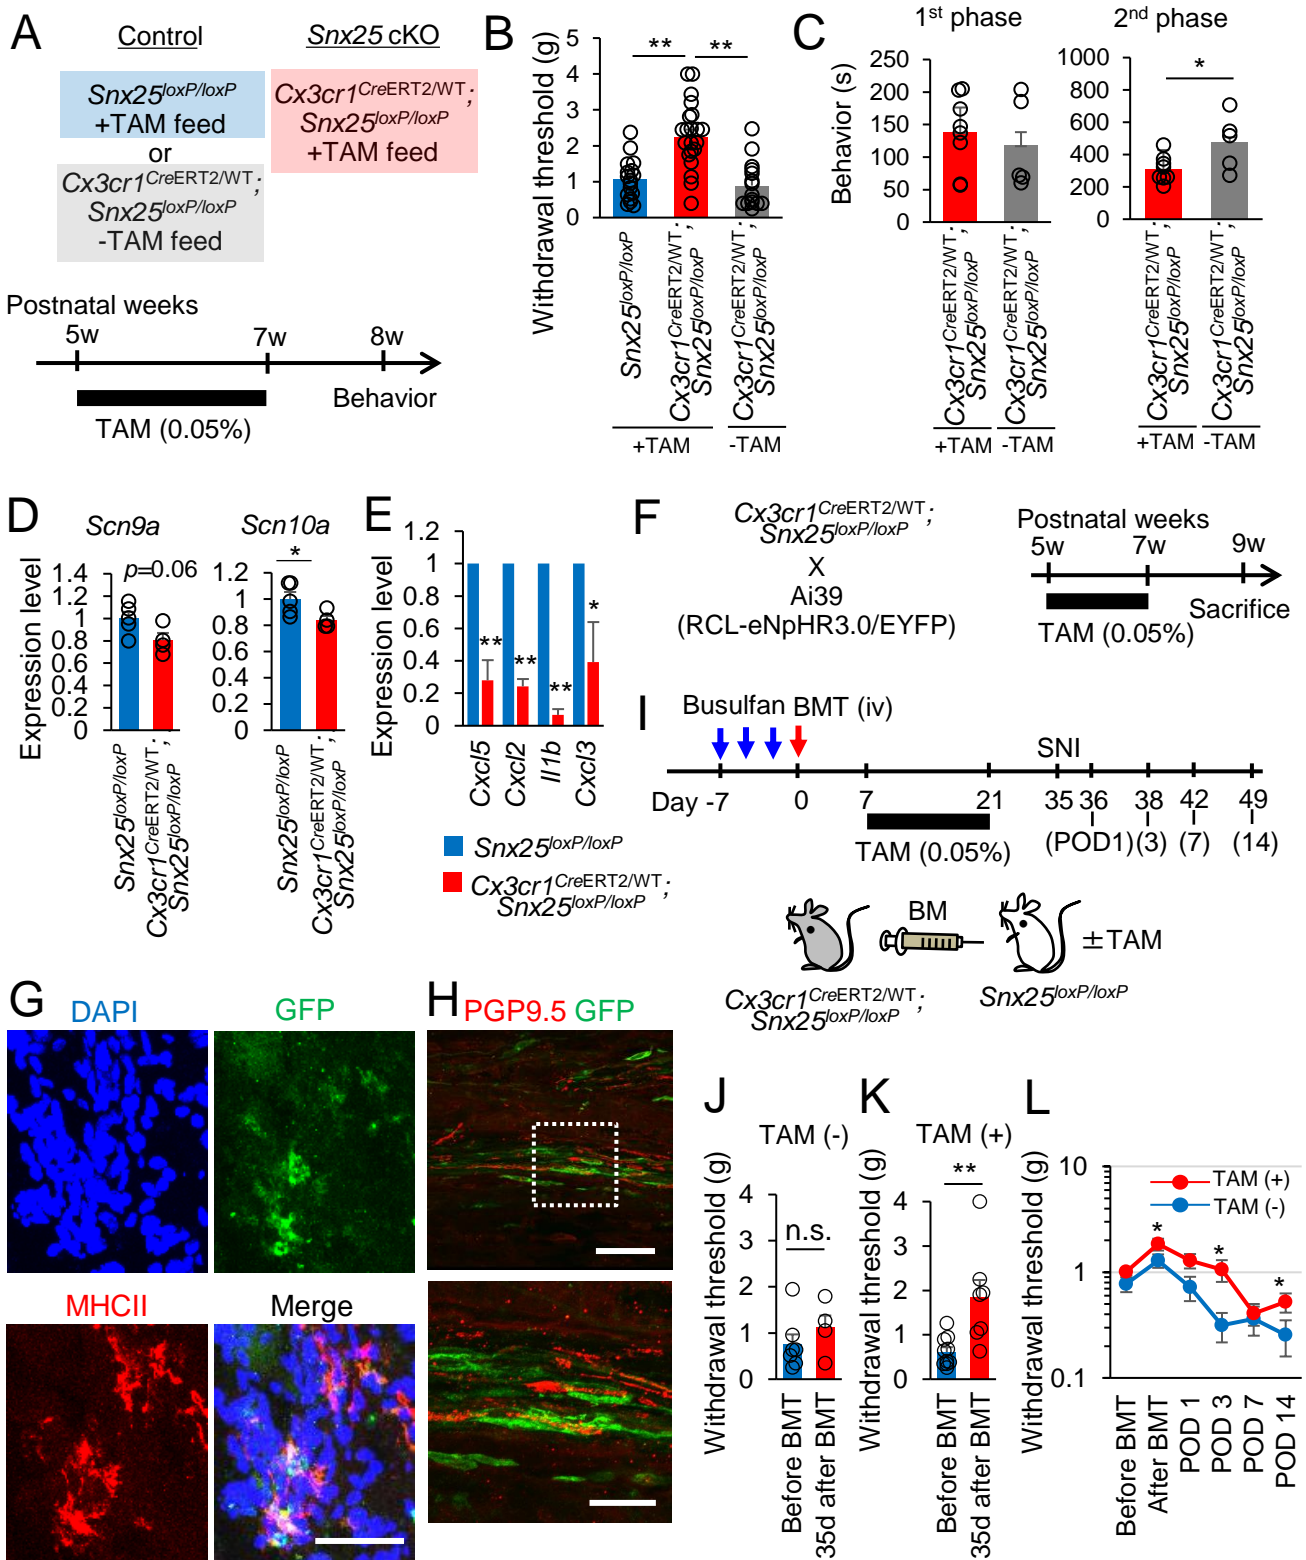 A
Control
Snx25 cKO
Snx25loxP/loxP
+TAM feed
or
Cx3cr1CreERT2/WT;
Snx25loxP/loxP
-TAM feed
Cx3cr1CreERT2/WT;
Snx25loxP/loxP
+TAM feed
Postnatal weeks
5w 7w 8w
Behavior
TAM (0.05%)
B
Withdrawal threshold (g)
5
4
3
2
1
0
** **
Snx25loxP/loxP
Cx3cr1CreERT2/WT;
Snx25loxP/loxP
Cx3cr1CreERT2/WT;
Snx25loxP/loxP
+TAM -TAM
C
1st phase
Behavior (s)
250
200
150
100
50
0
Cx3cr1CreERT2/WT;
Snx25loxP/loxP
Cx3cr1CreERT2/WT;
Snx25loxP/loxP
+TAM -TAM
2nd phase
1000
800
600
400
200
0
*
Cx3cr1CreERT2/WT;
Snx25loxP/loxP
Cx3cr1CreERT2/WT;
Snx25loxP/loxP
+TAM -TAM
D
Scn9a
Expression level
1.4
1.2
1
0.8
0.6
0.4
0.2
0
p=0.06
Snx25loxP/loxP
Cx3cr1CreERT2/WT;
Snx25loxP/loxP
Scn10a
1.2
1
0.8
0.6
0.4
0.2
0
*
Snx25loxP/loxP
Cx3cr1CreERT2/WT;
Snx25loxP/loxP
E
Expression level
1.2
1
0.8
0.6
0.4
0.2
0
** ** ** *
Cxcl5
Cxcl2
Il1b
Cxcl3
Snx25loxP/loxP
Cx3cr1CreERT2/WT;
Snx25loxP/loxP
F
Cx3cr1CreERT2/WT;
Snx25loxP/loxP
X
Ai39
(RCL-eNpHR3.0/EYFP)
Postnatal weeks
5w 7w 9w
Sacrifice
TAM (0.05%)
G
DAPI
GFP
MHCII
Merge
H
PGP9.5 GFP
I
Busulfan BMT (iv)
SNI
Day -7 0 7 21 35 36 38 42 49
(POD1) (3) (7) (14)
TAM (0.05%)
BM
±TAM
Cx3cr1CreERT2/WT;
Snx25loxP/loxP
Snx25loxP/loxP
J
TAM (-)
Withdrawal threshold (g)
4
3
2
1
0
n.s.
Before BMT
35d after BMT
K
TAM (+)
Withdrawal threshold (g)
4
3
2
1
0
**
Before BMT
35d after BMT
L
Withdrawal threshold (g)
10
1
0.1
TAM (+)
TAM (-)
* * *
Before BMT
After BMT
POD 1
POD 3
POD 7
POD 14